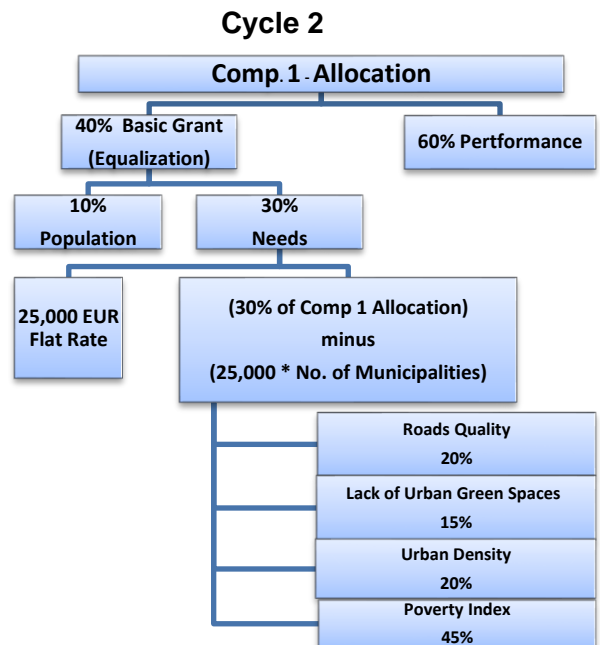 Cycle 2
Comp. 1 - Allocation
40% Basic Grant
(Equalization)
60% Pertformance
10%
Population
30%
Needs
25,000 EUR
Flat Rate
(30% of Comp 1 Allocation)
minus
(25,000 * No. of Municipalities)
Roads Quality
20%
Lack of Urban Green Spaces
15%
Urban Density
20%
Poverty Index
45%